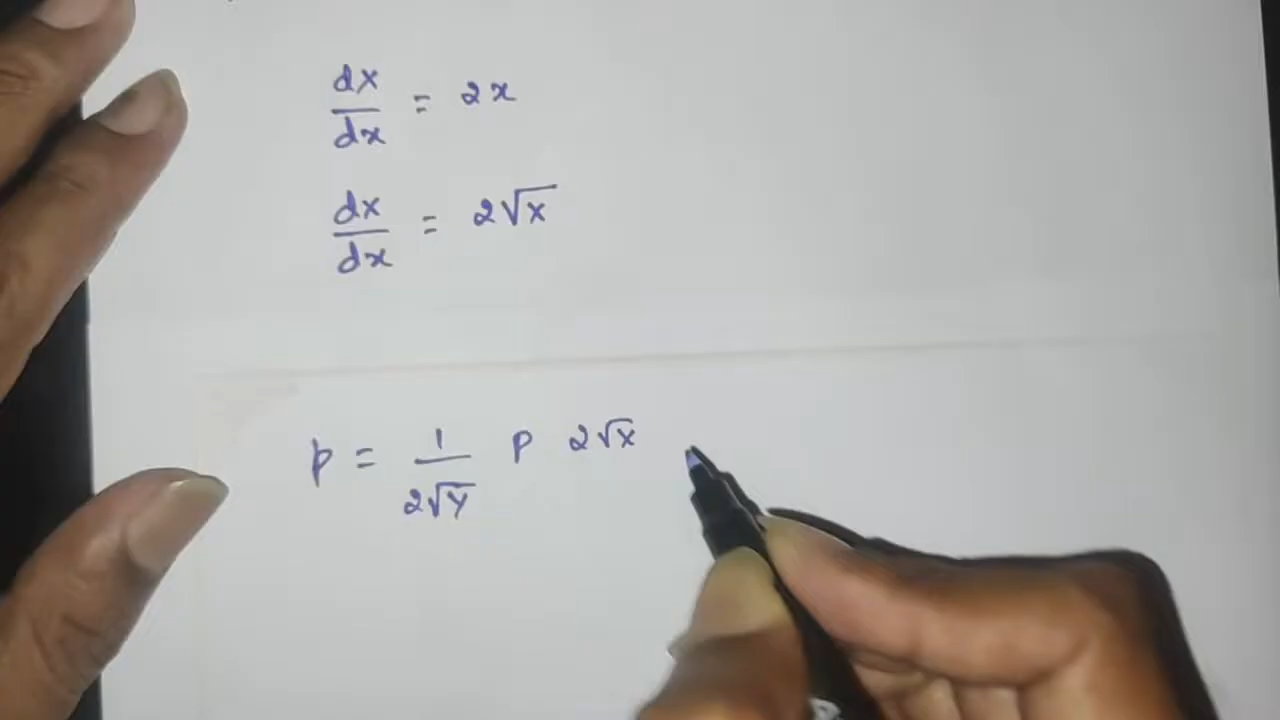 dX/dx = 2x
dX/dx = 2√X
p = 1/2√Y P 2√X